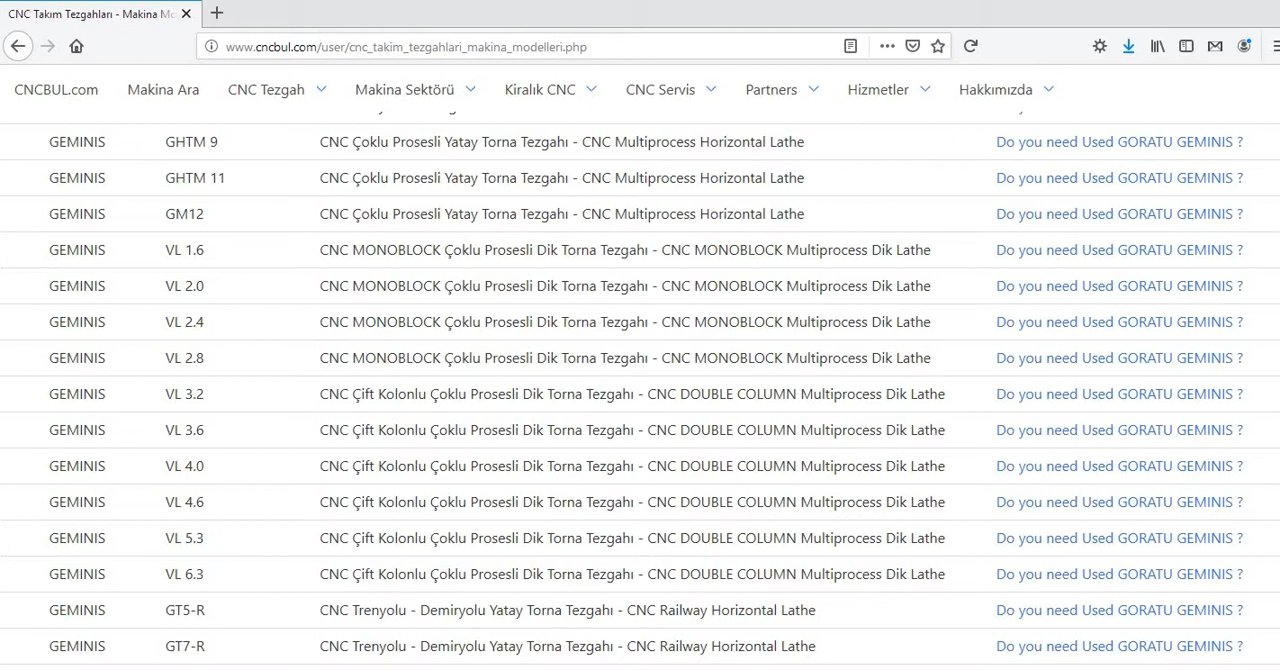 CNC Takım Tezgahları - Makina Mo
www.cncbul.com/user/cnc_takim_tezgahlari_makina_modelleri.php
CNCBUL.com Makina Ara CNC Tezgah Makina Sektörü Kiralık CNC CNC Servis Partners Hizmetler Hakkımızda
GEMINIS GHTM 9 CNC Çoklu Prosesli Yatay Torna Tezgahı - CNC Multiprocess Horizontal Lathe Do you need Used GORATU GEMINIS ?
GEMINIS GHTM 11 CNC Çoklu Prosesli Yatay Torna Tezgahı - CNC Multiprocess Horizontal Lathe Do you need Used GORATU GEMINIS ?
GEMINIS GM12 CNC Çoklu Prosesli Yatay Torna Tezgahı - CNC Multiprocess Horizontal Lathe Do you need Used GORATU GEMINIS ?
GEMINIS VL 1.6 CNC MONOBLOCK Çoklu Prosesli Dik Torna Tezgahı - CNC MONOBLOCK Multiprocess Dik Lathe Do you need Used GORATU GEMINIS ?
GEMINIS VL 2.0 CNC MONOBLOCK Çoklu Prosesli Dik Torna Tezgahı - CNC MONOBLOCK Multiprocess Dik Lathe Do you need Used GORATU GEMINIS ?
GEMINIS VL 2.4 CNC MONOBLOCK Çoklu Prosesli Dik Torna Tezgahı - CNC MONOBLOCK Multiprocess Dik Lathe Do you need Used GORATU GEMINIS ?
GEMINIS VL 2.8 CNC MONOBLOCK Çoklu Prosesli Dik Torna Tezgahı - CNC MONOBLOCK Multiprocess Dik Lathe Do you need Used GORATU GEMINIS ?
GEMINIS VL 3.2 CNC Çift Kolonlu Çoklu Prosesli Dik Torna Tezgahı - CNC DOUBLE COLUMN Multiprocess Dik Lathe Do you need Used GORATU GEMINIS ?
GEMINIS VL 3.6 CNC Çift Kolonlu Çoklu Prosesli Dik Torna Tezgahı - CNC DOUBLE COLUMN Multiprocess Dik Lathe Do you need Used GORATU GEMINIS ?
GEMINIS VL 4.0 CNC Çift Kolonlu Çoklu Prosesli Dik Torna Tezgahı - CNC DOUBLE COLUMN Multiprocess Dik Lathe Do you need Used GORATU GEMINIS ?
GEMINIS VL 4.6 CNC Çift Kolonlu Çoklu Prosesli Dik Torna Tezgahı - CNC DOUBLE COLUMN Multiprocess Dik Lathe Do you need Used GORATU GEMINIS ?
GEMINIS VL 5.3 CNC Çift Kolonlu Çoklu Prosesli Dik Torna Tezgahı - CNC DOUBLE COLUMN Multiprocess Dik Lathe Do you need Used GORATU GEMINIS ?
GEMINIS VL 6.3 CNC Çift Kolonlu Çoklu Prosesli Dik Torna Tezgahı - CNC DOUBLE COLUMN Multiprocess Dik Lathe Do you need Used GORATU GEMINIS ?
GEMINIS GT5-R CNC Trenyolu - Demiryolu Yatay Torna Tezgahı - CNC Railway Horizontal Lathe Do you need Used GORATU GEMINIS ?
GEMINIS GT7-R CNC Trenyolu - Demiryolu Yatay Torna Tezgahı - CNC Railway Horizontal Lathe Do you need Used GORATU GEMINIS ?